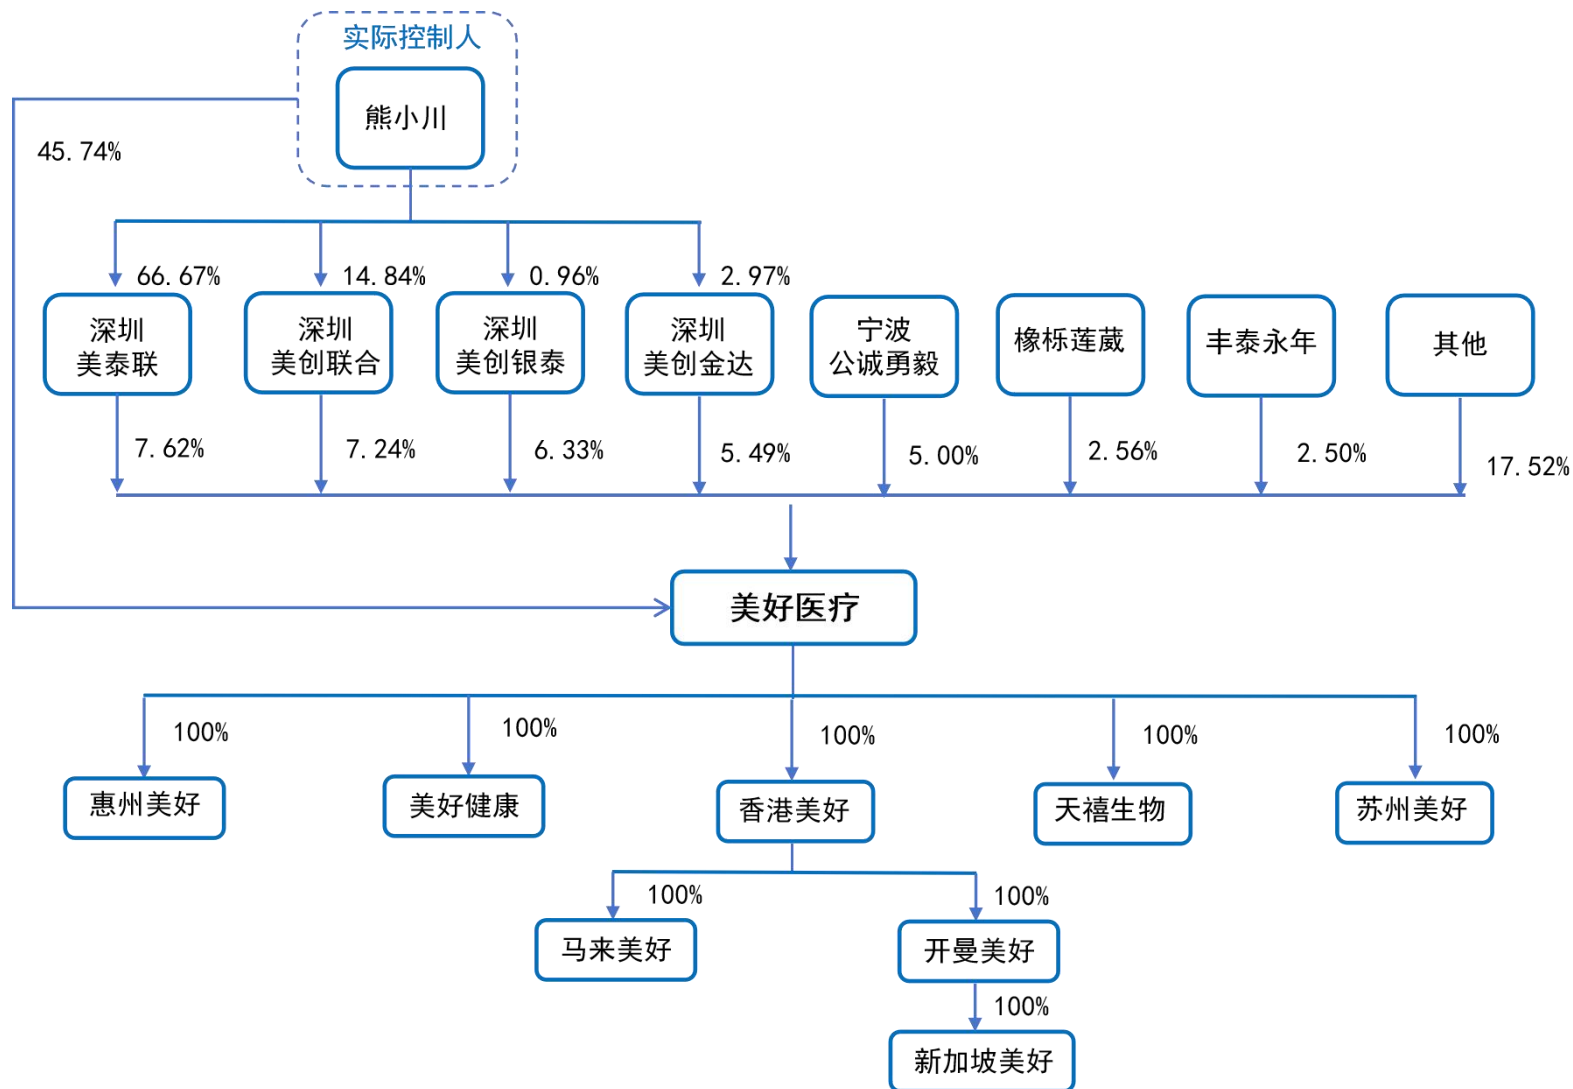 实际控制人
熊小川
45.74%
66.67%
14.84%
0.96%
2.97%
深圳
美泰联
深圳
美创联合
深圳
美创银泰
深圳
美创金达
宁波
公诚勇毅
橡栎莲葳
丰泰永年
其他
7.62%
7.24%
6.33%
5.49%
5.00%
2.56%
2.50%
17.52%
美好医疗
100%
100%
100%
100%
100%
惠州美好
美好健康
香港美好
天禧生物
苏州美好
100%
100%
马来美好
开曼美好
100%
新加坡美好